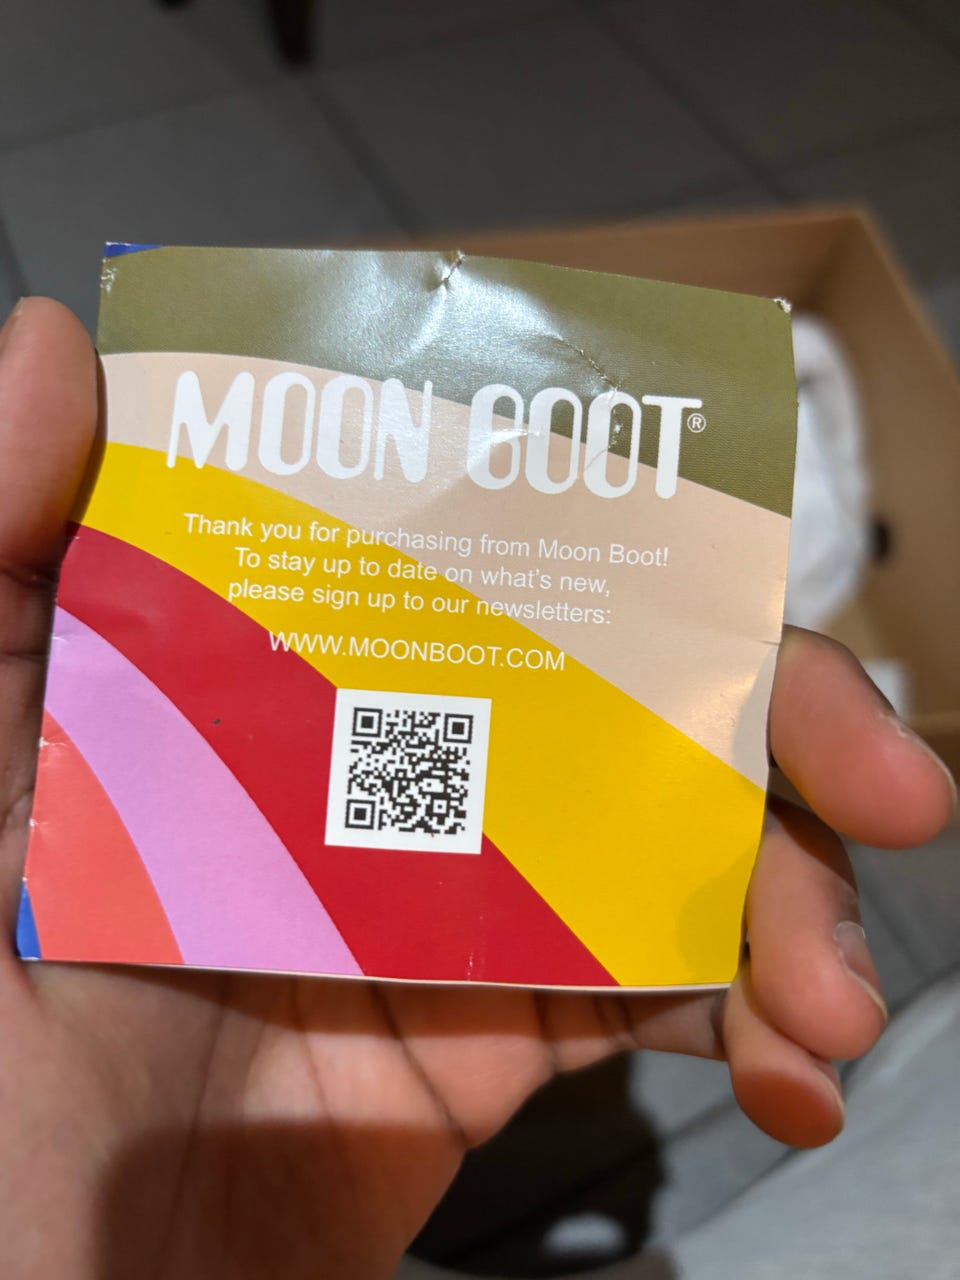 MOON BOOT®
Thank you for purchasing from Moon Boot!
To stay up to date on what's new,
please sign up to our newsletters:
WWW.MOONBOOT.COM